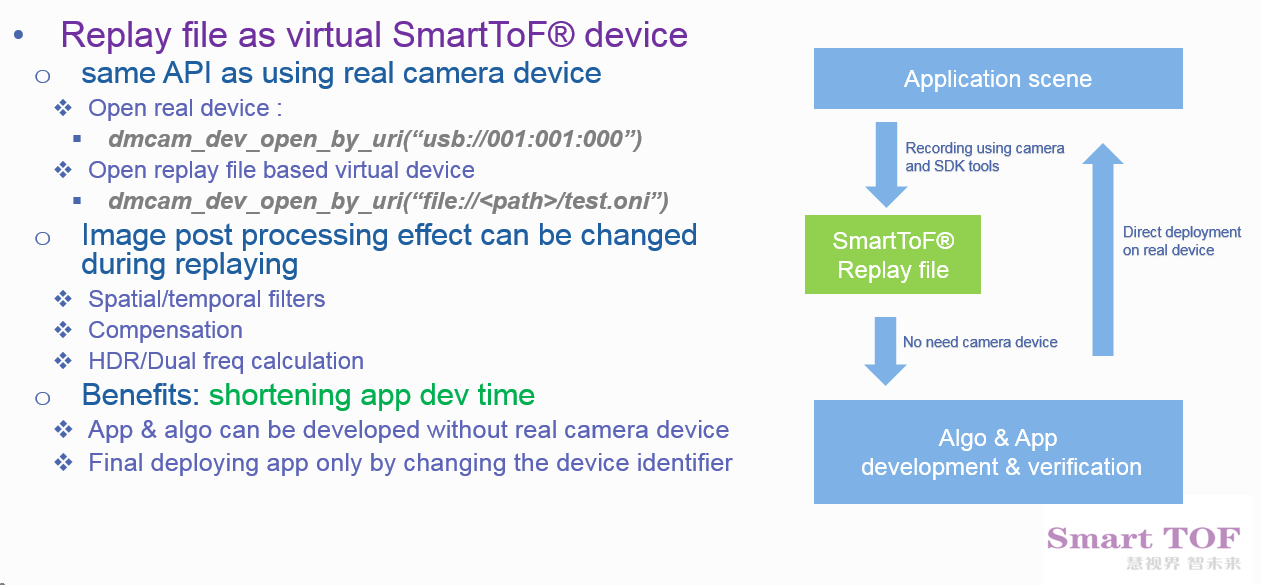 • Replay file as virtual SmartToF® device
o same API as using real camera device
❖ Open real device :
▪ dmcam_dev_open_by_uri(“usb://001:001:000”)
❖ Open replay file based virtual device
▪ dmcam_dev_open_by_uri(“file://<path>/test.oni”)
o Image post processing effect can be changed
during replaying
❖ Spatial/temporal filters
❖ Compensation
❖ HDR/Dual freq calculation
o Benefits: shortening app dev time
❖ App & algo can be developed without real camera device
❖ Final deploying app only by changing the device identifier
Application scene
Recording using camera
and SDK tools
SmartToF®
Replay file
Direct deployment
on real device
No need camera device
Algo & App
development & verification
Smart TOF
慧视界 智未来